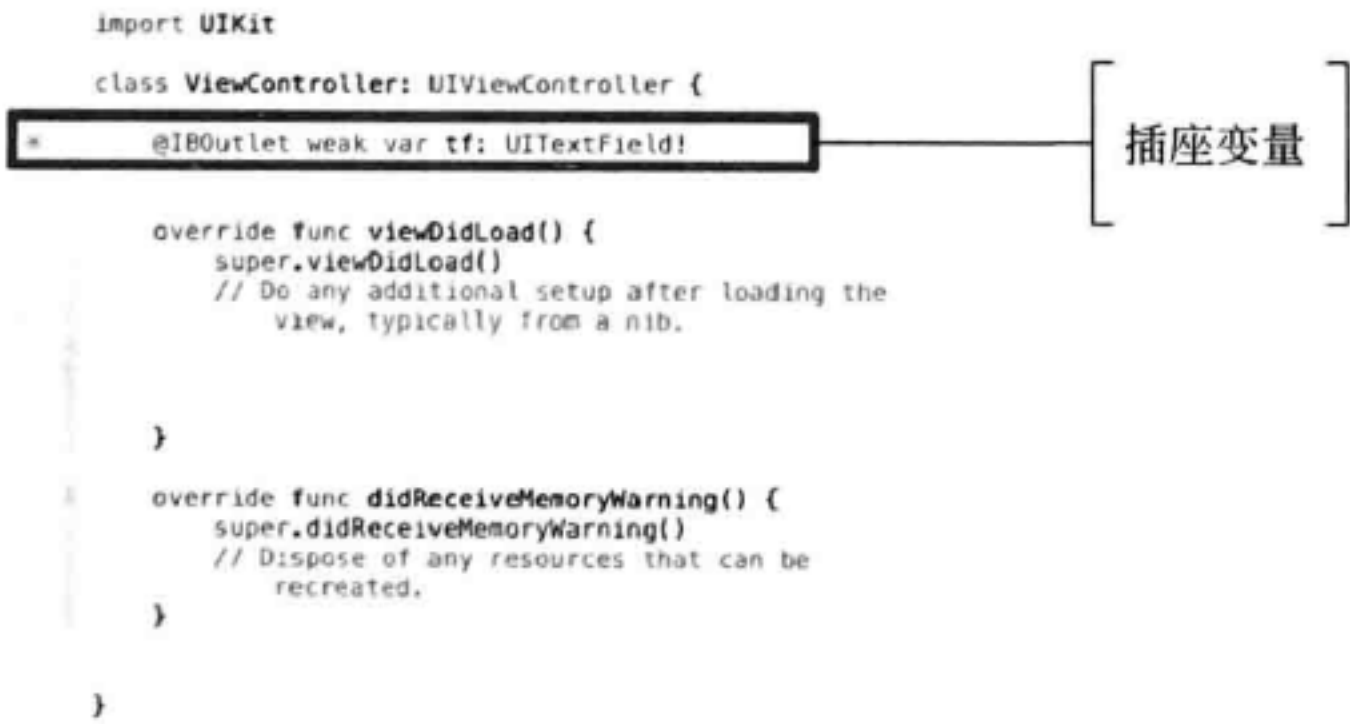 import UIKit
class ViewController: UIViewController {
@IBOutlet weak var tf: UITextField!
插座变量
override func viewDidLoad() {
super.viewDidLoad()
// Do any additional setup after loading the
view, typically from a nib.
}
override func didReceiveMemoryWarning() {
super.didReceiveMemoryWarning()
// Dispose of any resources that can be
recreated.
}
}